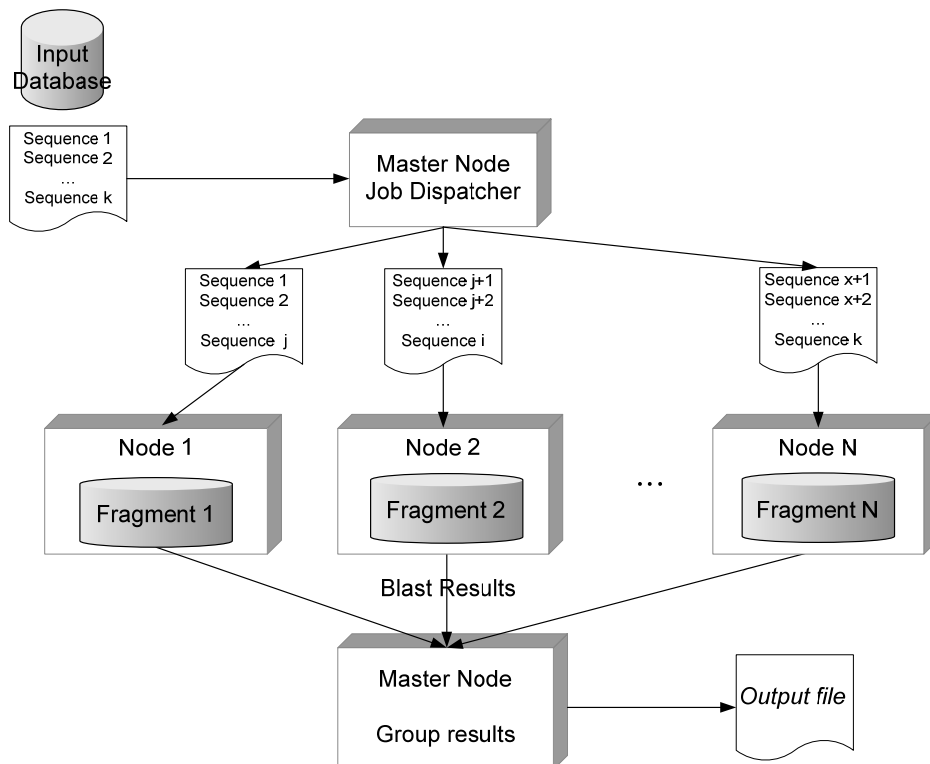 Input
Database
Sequence 1
Sequence 2
...
Sequence k
Master Node
Job Dispatcher
Sequence 1
Sequence 2
...
Sequence j
Sequence j+1
Sequence j+2
...
Sequence i
Sequence x+1
Sequence x+2
...
Sequence k
Node 1
Fragment 1
Node 2
Fragment 2
...
Node N
Fragment N
Blast Results
Master Node
Group results
Output file